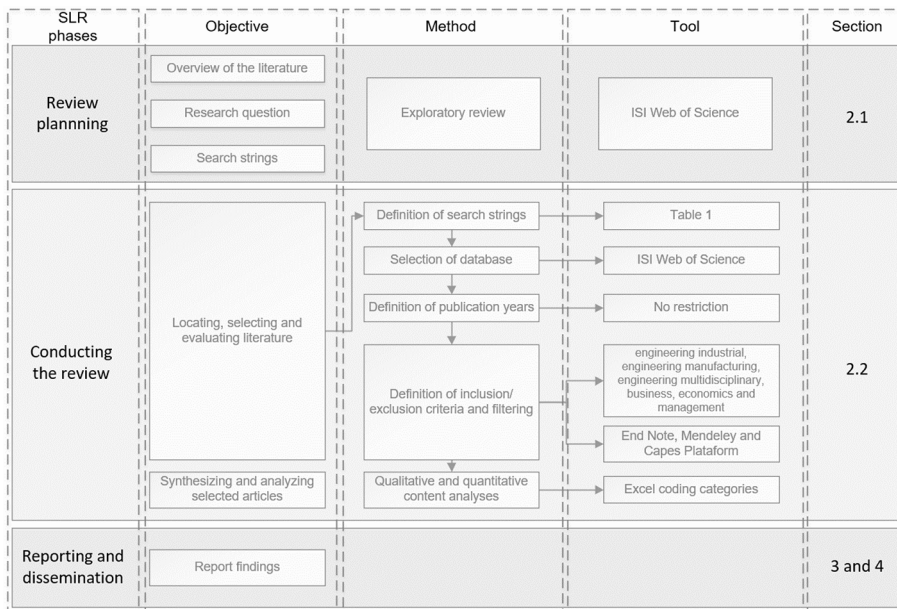 SLR
phases
Objective
Method
Tool
Section
Review
plannning
Overview of the literature
Research question
Search strings
Exploratory review
ISI Web of Science
2.1
Conducting
the review
Locating, selecting and
evaluating literature
Synthesizing and analyzing
selected articles
Definition of search strings
Selection of database
Definition of publication years
Definition of inclusion/
exclusion criteria and filtering
Qualitative and quantitative
content analyses
Table 1
ISI Web of Science
No restriction
engineering industrial,
engineering manufacturing,
engineering multidisciplinary,
business, economics and
management
End Note, Mendeley and
Capes Plataform
Excel coding categories
2.2
Reporting and
dissemination
Report findings
3 and 4